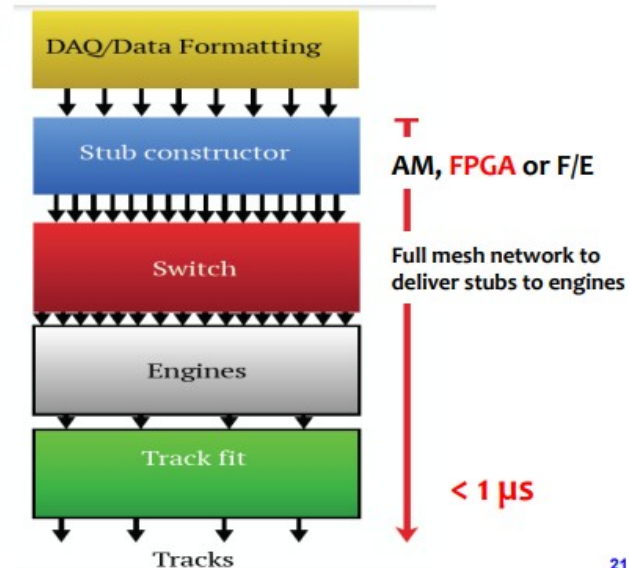 DAQ/Data Formatting
Stub constructor
AM, FPGA or F/E
Switch
Full mesh network to
deliver stubs to engines
Engines
Track fit
< 1 μs
Tracks
21